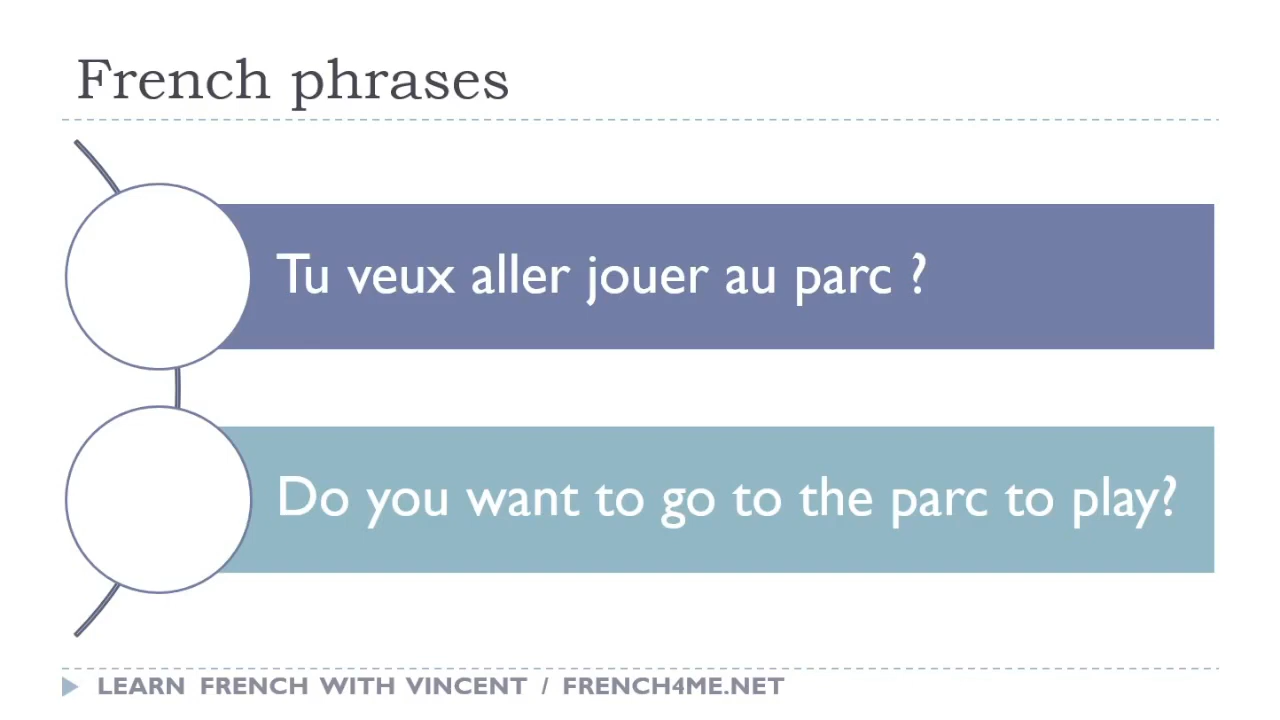 French phrases
Tu veux aller jouer au parc ?
Do you want to go to the parc to play?
LEARN FRENCH WITH VINCENT / FRENCH4ME.NET